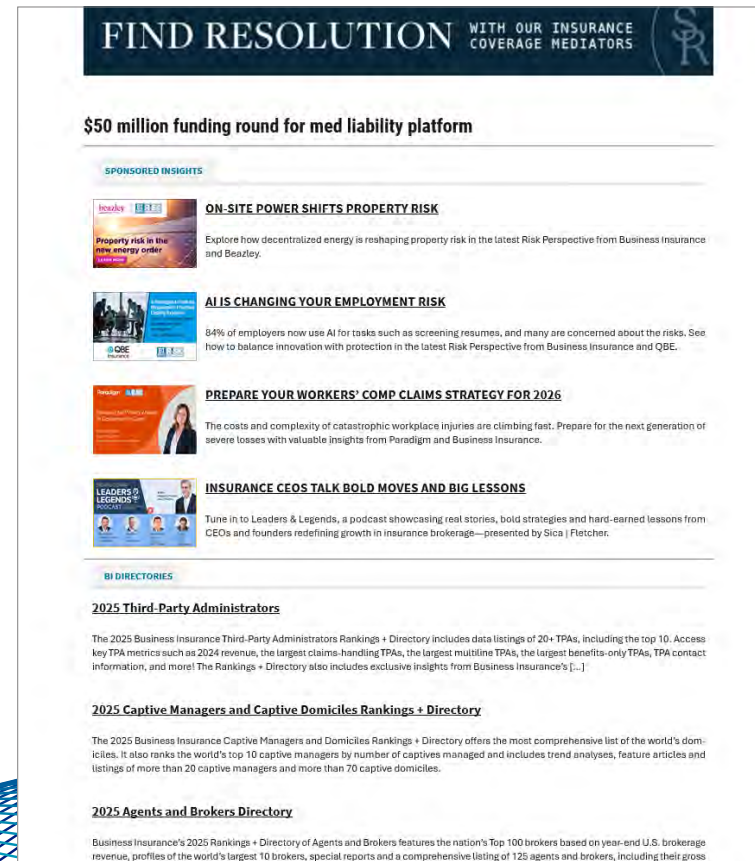 FIND RESOLUTION WITH OUR INSURANCE
COVERAGE MEDIATORS
SR
$50 million funding round for med liability platform
SPONSORED INSIGHTS
beazley
Property risk in the
new energy order
LEARN MORE
ON-SITE POWER SHIFTS PROPERTY RISK
Explore how decentralized energy is reshaping property risk in the latest Risk Perspective from Business Insurance
and Beazley.
QBE
Insurance
AI IS CHANGING YOUR EMPLOYMENT RISK
84% of employers now use AI for tasks such as screening resumes, and many are concerned about the risks. See
how to balance innovation with protection in the latest Risk Perspective from Business Insurance and QBE.
Paradigm
PREPARE YOUR WORKERS’ COMP CLAIMS STRATEGY FOR 2026
The costs and complexity of catastrophic workplace injuries are climbing fast. Prepare for the next generation of
severe losses with valuable insights from Paradigm and Business Insurance.
LEADERS &
LEGENDS
PODCAST
INSURANCE CEOS TALK BOLD MOVES AND BIG LESSONS
Tune in to Leaders & Legends, a podcast showcasing real stories, bold strategies and hard-earned lessons from
CEOs and founders redefining growth in insurance brokerage—presented by Sica | Fletcher.
BI DIRECTORIES
2025 Third-Party Administrators
The 2025 Business Insurance Third-Party Administrators Rankings + Directory includes data listings of 20+ TPAs, including the top 10. Access
key TPA metrics such as 2024 revenue, the largest claims-handling TPAs, the largest multiline TPAs, the largest benefits-only TPAs, TPA contact
information, and more! The Rankings + Directory also includes exclusive insights from Business Insurance’s [...]
2025 Captive Managers and Captive Domiciles Rankings + Directory
The 2025 Business Insurance Captive Managers and Domiciles Rankings + Directory offers the most comprehensive list of the world’s dom-
iciles. It also ranks the world’s top 10 captive managers by number of captives managed and includes trend analyses, feature articles and
listings of more than 20 captive managers and more than 70 captive domiciles.
2025 Agents and Brokers Directory
Business Insurance’s 2025 Rankings + Directory of Agents and Brokers features the nation’s Top 100 brokers based on year-end U.S. brokerage
revenue, profiles of the world’s largest 10 brokers, special reports and a comprehensive listing of 125 agents and brokers, including their gross